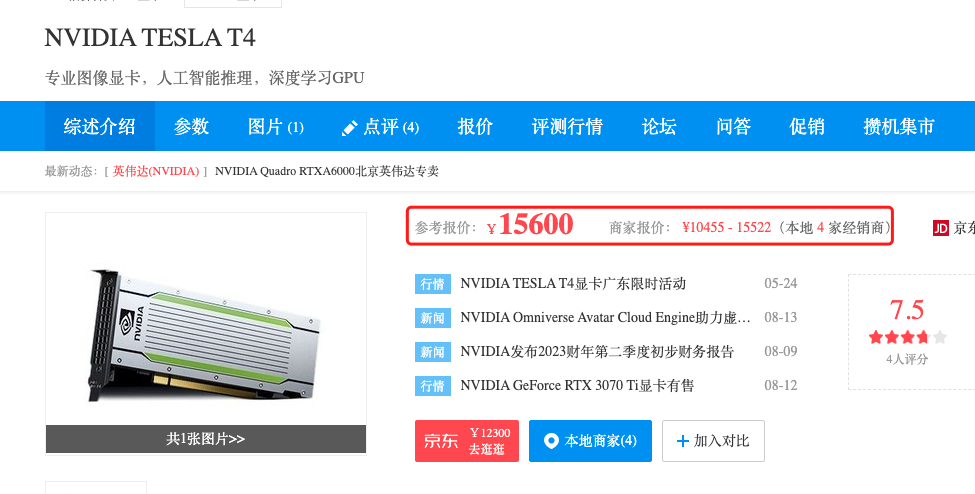 NVIDIA TESLA T4
专业图像显卡，人工智能推理，深度学习GPU
综述介绍 参数 图片 (1) 点评 (4) 报价 评测行情 论坛 问答 促销 攒机集市
最新动态：[ 英伟达(NVIDIA) ] NVIDIA Quadro RTXA6000北京英伟达专卖
参考报价：￥15600 商家报价：¥10455 - 15522（本地 4 家经销商） JD 京东
行情 NVIDIA TESLA T4显卡广东限时活动 05-24
新闻 NVIDIA Omniverse Avatar Cloud Engine助力虚… 08-13
新闻 NVIDIA发布2023财年第二季度初步财务报告 08-09
行情 NVIDIA GeForce RTX 3070 Ti显卡有售 08-12
7.5
4人评分
NVIDIA
共1张图片>>
京东 ￥12300
去逛逛
本地商家(4)
加入对比